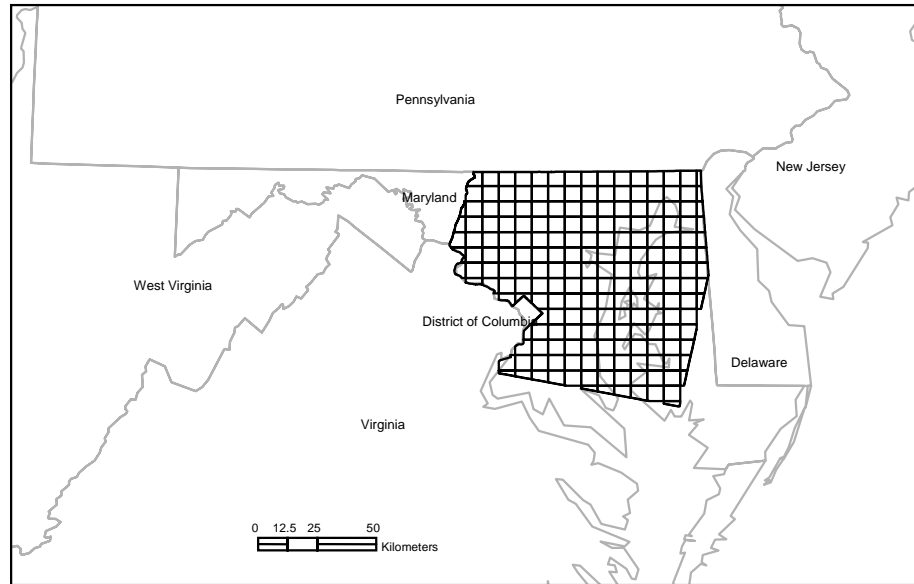 Pennsylvania
New Jersey
Maryland
West Virginia
District of Columbia
Delaware
Virginia
0 12.5 25 50
Kilometers